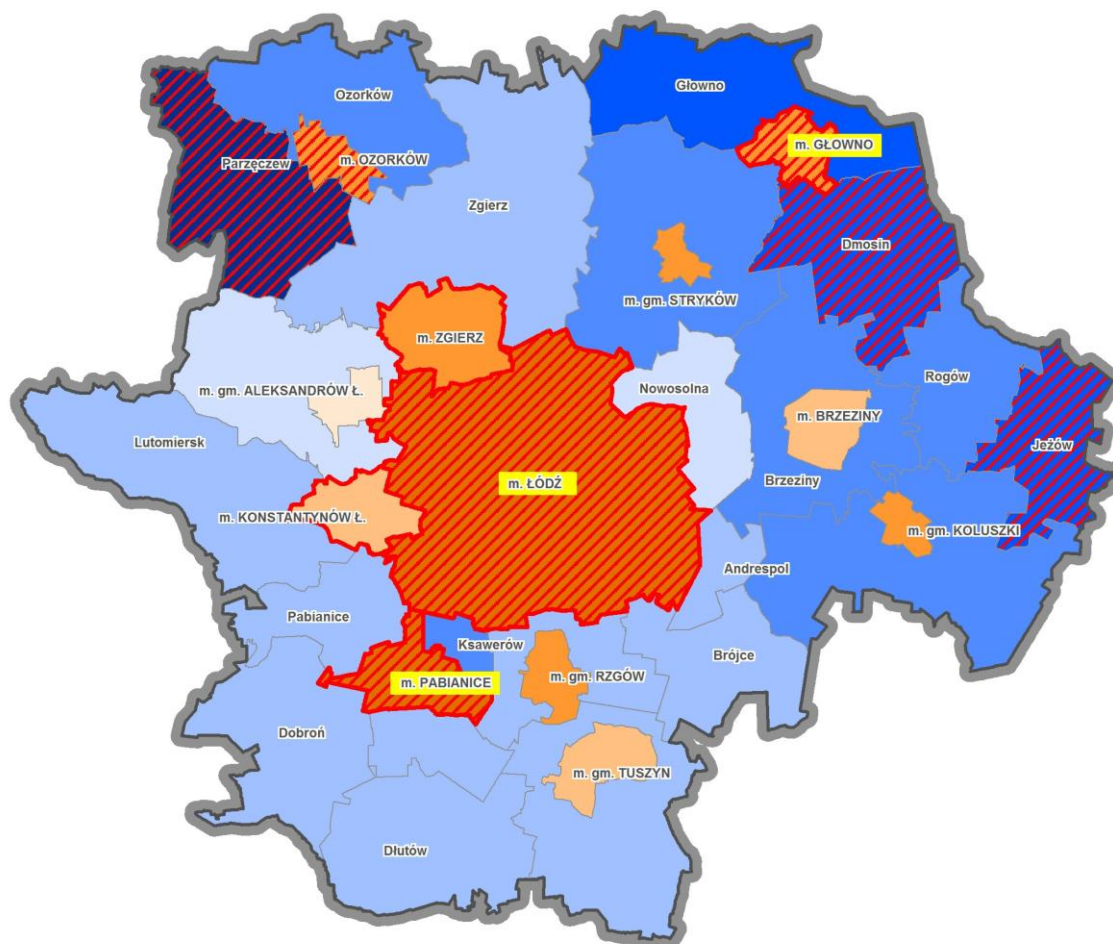 Głowno
Ozorków
m. GŁOWNO
m. OZORKÓW
Parzęczew
Zgierz
Dmosin
m. gm. STRYKÓW
m. ZGIERZ
Rogów
m. gm. ALEKSANDRÓW Ł.
Nowosolna
m. BRZEZINY
Lutomiersk
Jeżów
Brzeziny
m. ŁÓDŹ
m. KONSTANTYNÓW Ł.
m. gm. KOLUSZKI
Andrespol
Pabianice
Ksawerów
Brójce
m. PABIANICE
m. gm. RZGÓW
Dobroń
m. gm. TUSZYN
Dłutów